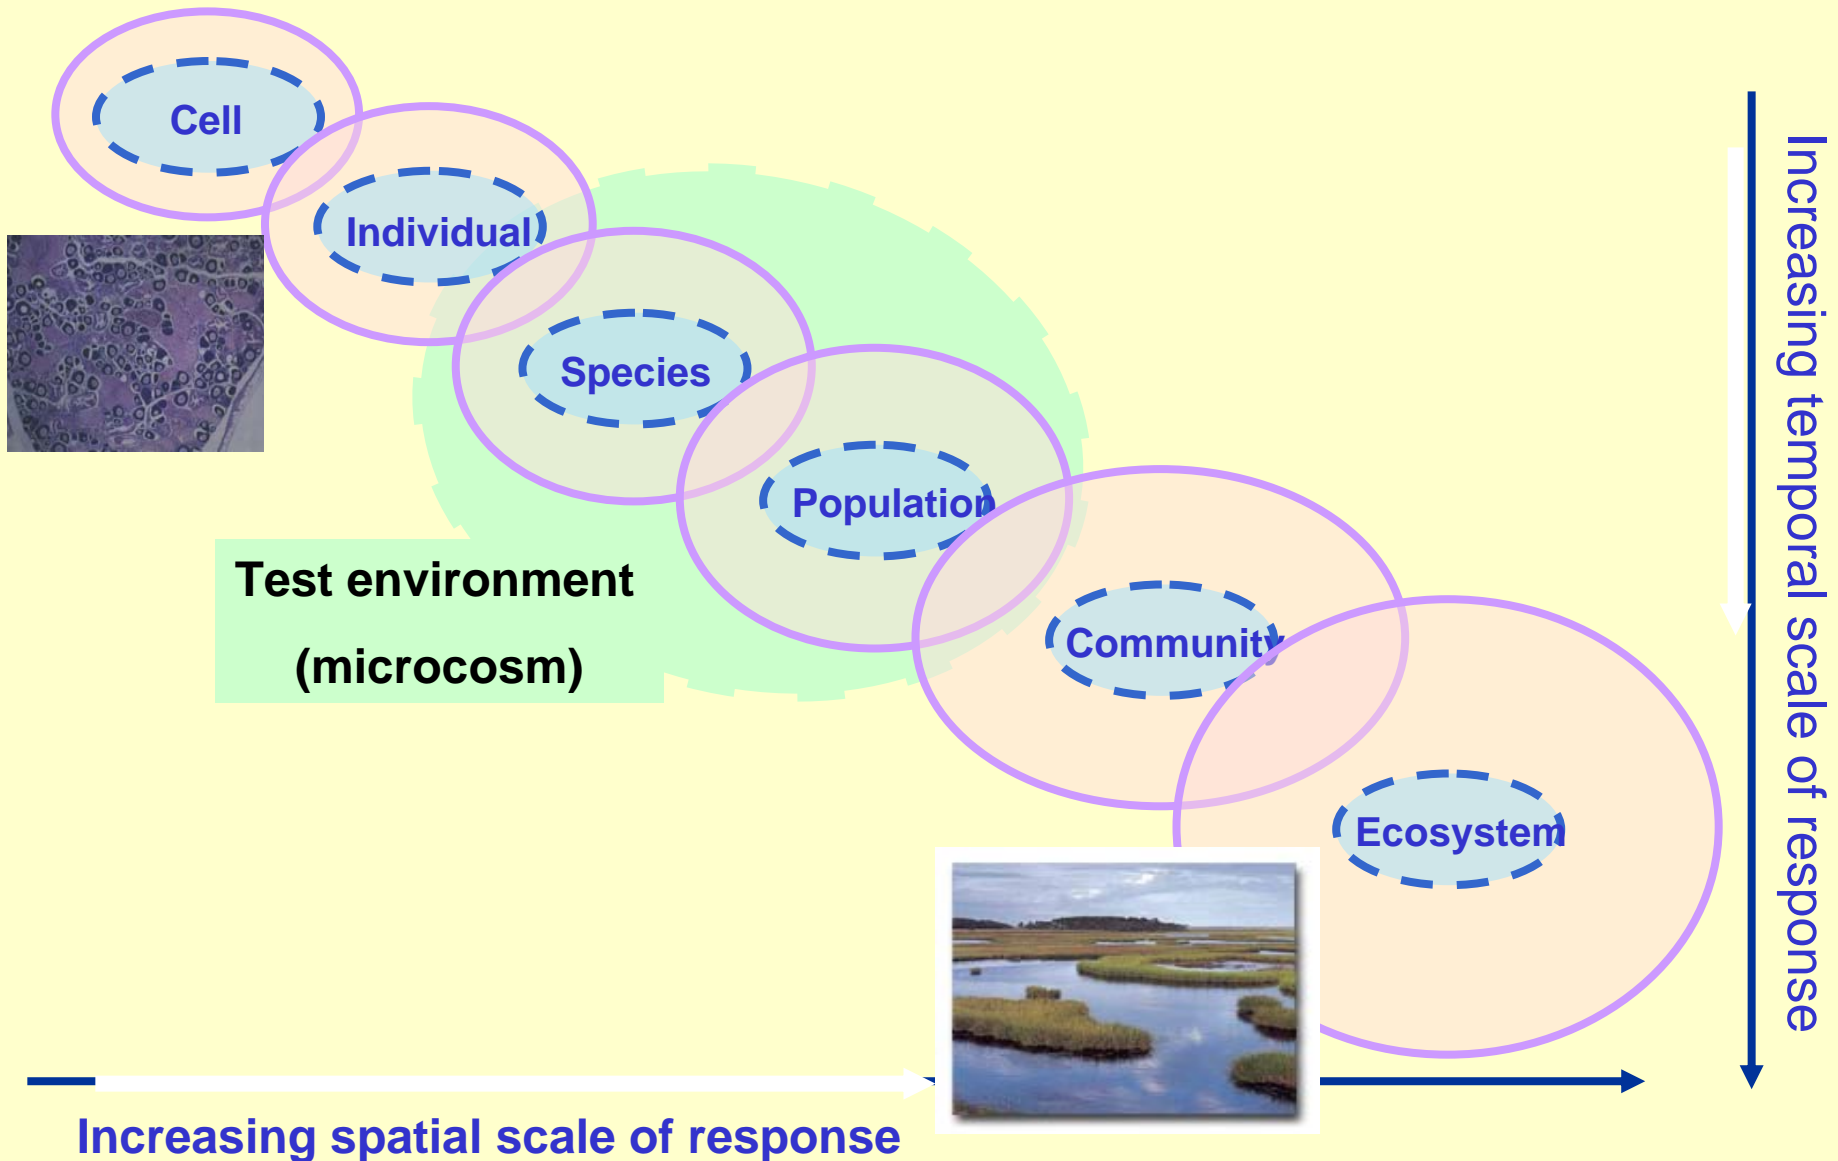 Cell
Individual
Species
Population
Test environment
(microcosm)
Community
Ecosystem
Increasing temporal scale of response
Increasing spatial scale of response